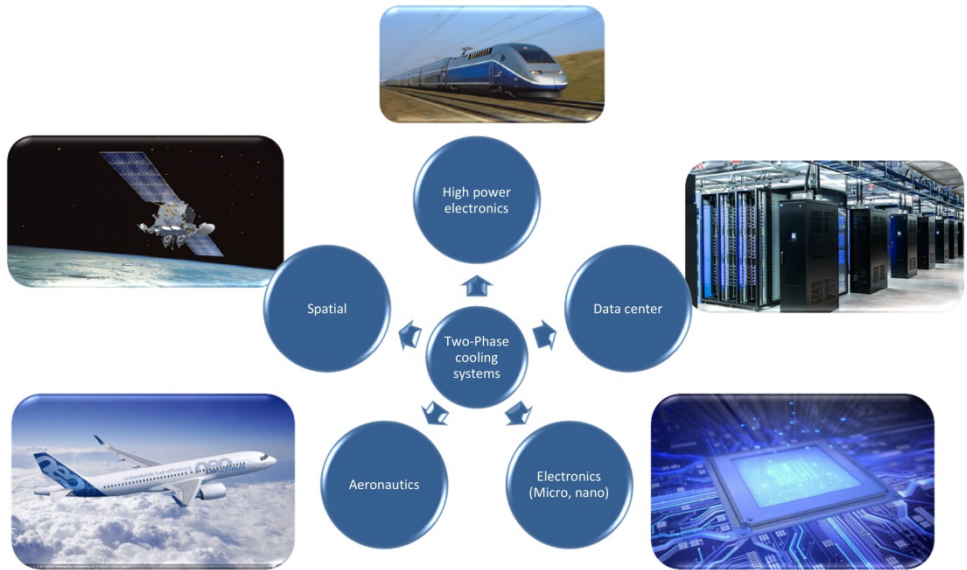 High power
electronics
Spatial
Data center
Two-Phase
cooling
systems
Aeronautics
Electronics
(Micro, nano)